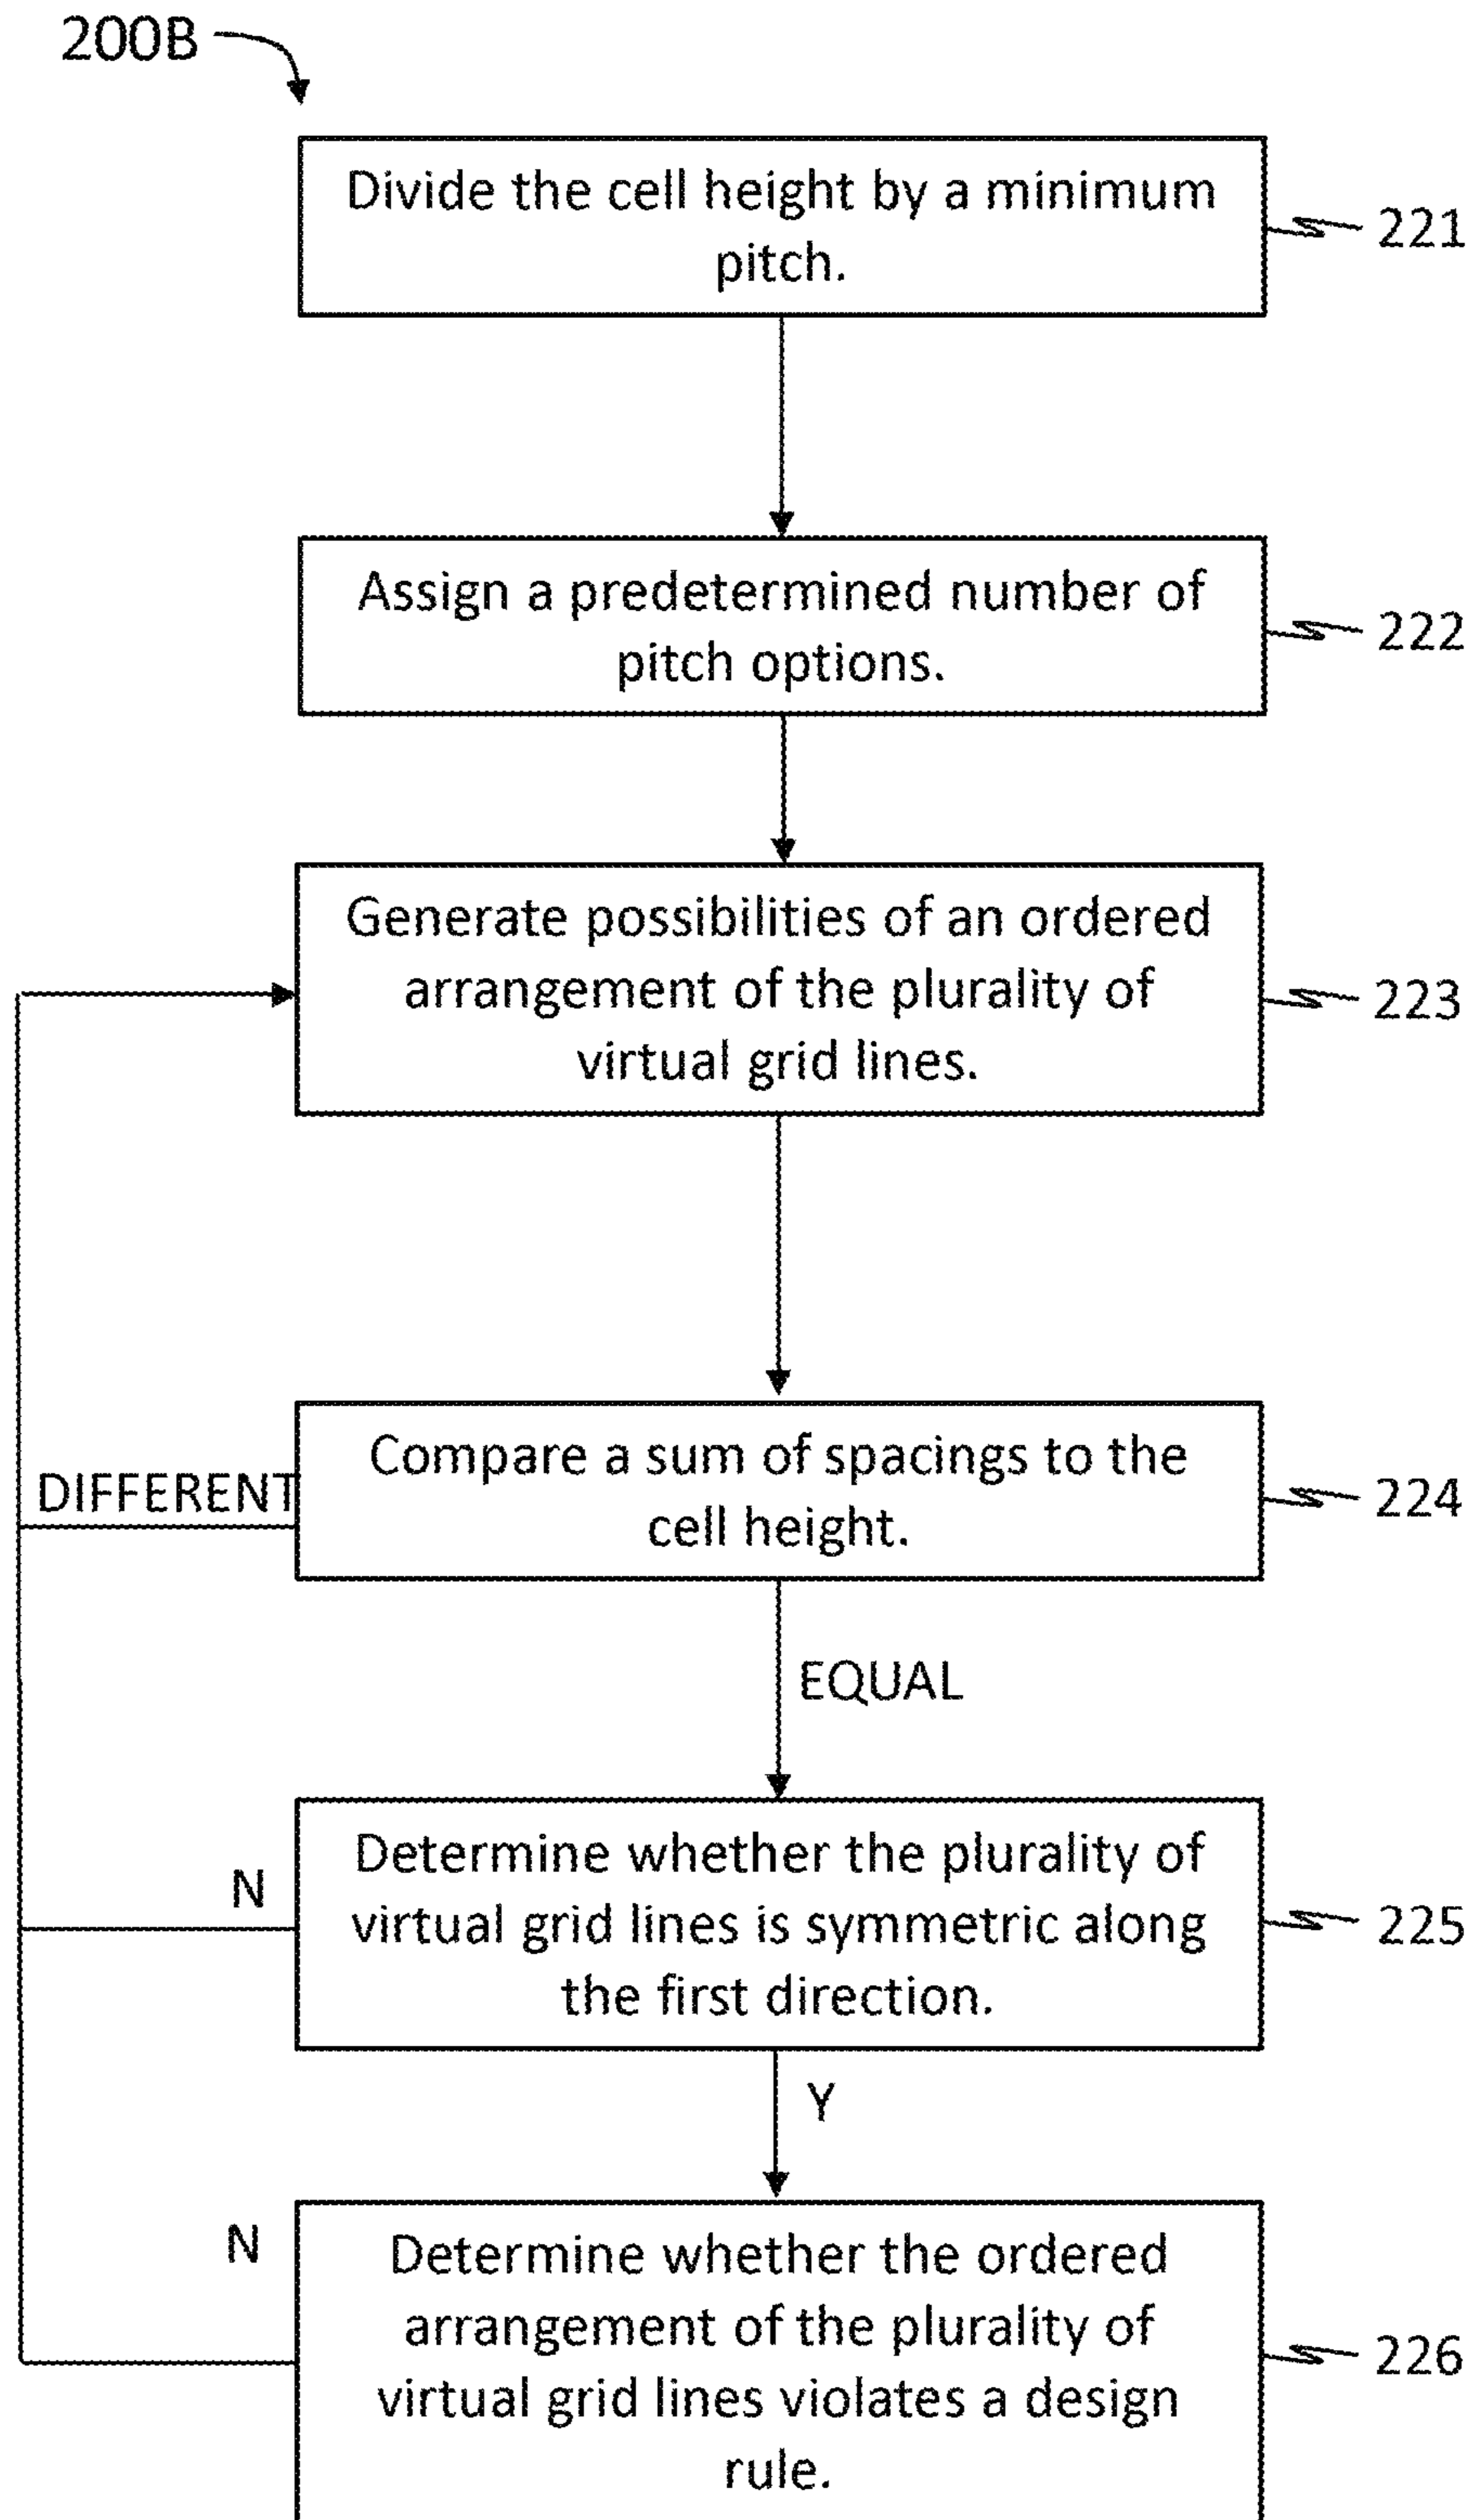 200B
Divide the cell height by a minimum
pitch.
221
Assign a predetermined number of
pitch options.
222
Generate possibilities of an ordered
arrangement of the plurality of
virtual grid lines.
223
Compare a sum of spacings to the
cell height.
224
DIFFERENT
EQUAL
Determine whether the plurality of
virtual grid lines is symmetric along
the first direction.
225
N
Y
Determine whether the ordered
arrangement of the plurality of
virtual grid lines violates a design
rule.
226
N